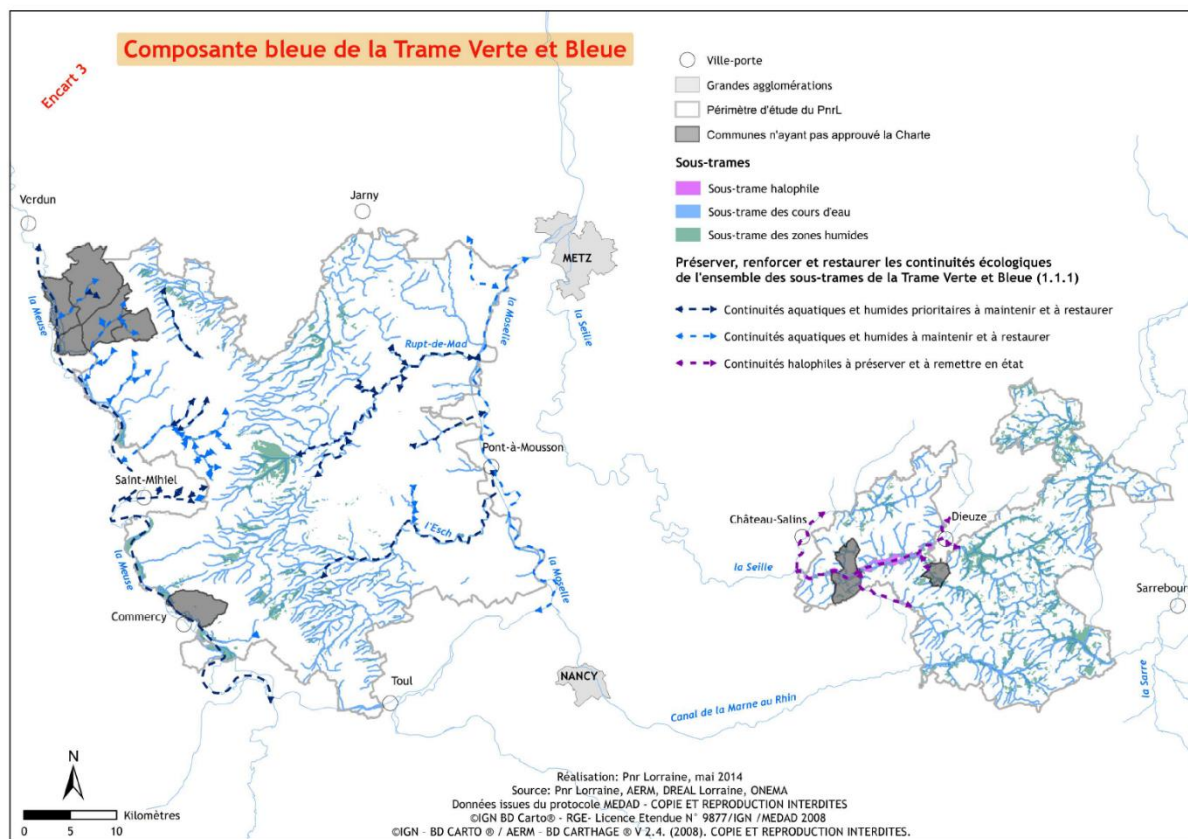 Composante bleue de la Trame Verte et Bleue
Encart 3
Ville-porte
Grandes agglomérations
Périmètre d'étude du PnrL
Communes n'ayant pas approuvé la Charte
Sous-trames
Sous-trame halophile
Sous-trame des cours d'eau
Sous-trame des zones humides
Préserver, renforcer et restaurer les continuités écologiques
de l'ensemble des sous-trames de la Trame Verte et Bleue (1.1.1)
Continuités aquatiques et humides prioritaires à maintenir et à restaurer
Continuités aquatiques et humides à maintenir et à restaurer
Continuités halophiles à préserver et à remettre en état
Verdun
Jarny
METZ
la Meuse
la Moselle
la Seille
Rupt-de-Mad
Pont-à-Mousson
Saint-Mihiel
l'Esch
la Meuse
la Moselle
Commercy
Toul
NANCY
Château-Salins
Dieuze
la Seille
Sarrebourg
la Sarre
Canal de la Marne au Rhin
N
Kilomètres
0 5 10
Réalisation: Pnr Lorraine, mai 2014
Source: Pnr Lorraine, AERM, DREAL Lorraine, ONEMA
Données issues du protocole MEDAD - COPIE ET REPRODUCTION INTERDITES
©IGN BD Carto® - RGE- Licence Etendue N° 9877/IGN /MEDAD 2008
©IGN - BD CARTO ® / AERM - BD CARTHAGE ® V 2.4. (2008). COPIE ET REPRODUCTION INTERDITES.